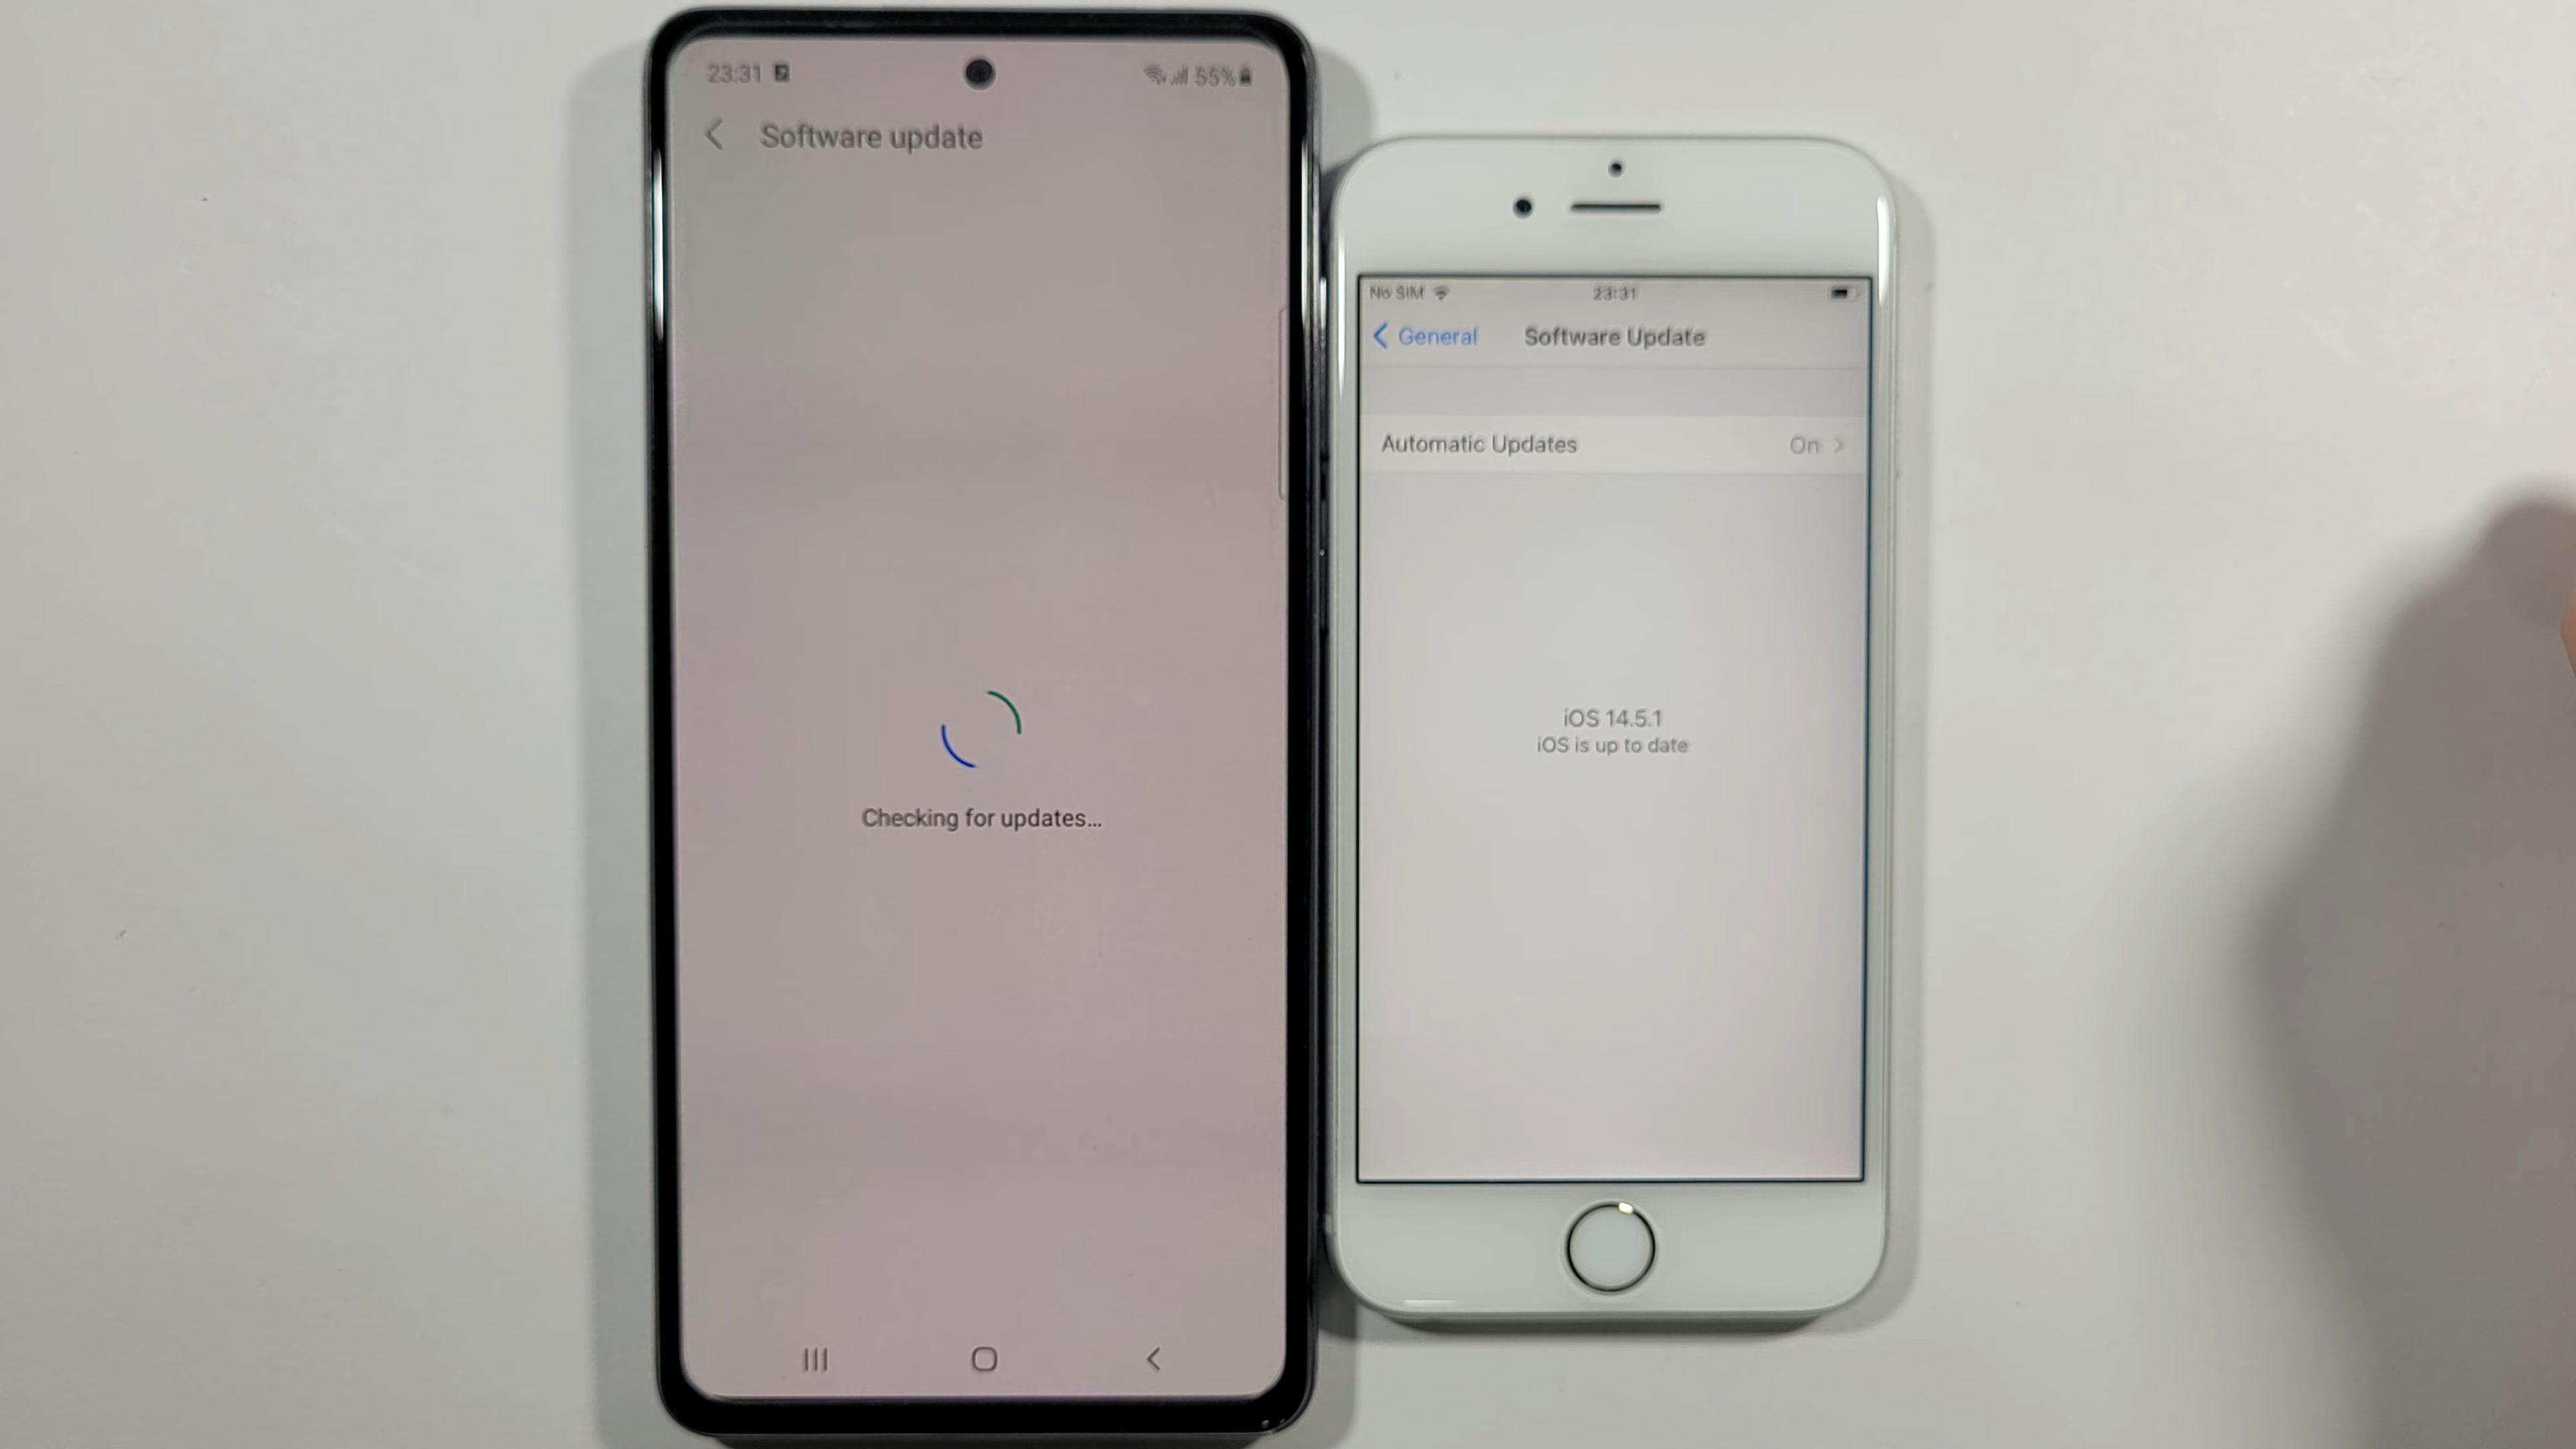 23:31
55%
Software update
Checking for updates...
No SIM
23:31
General
Software Update
Automatic Updates
On
iOS 14.5.1
iOS is up to date